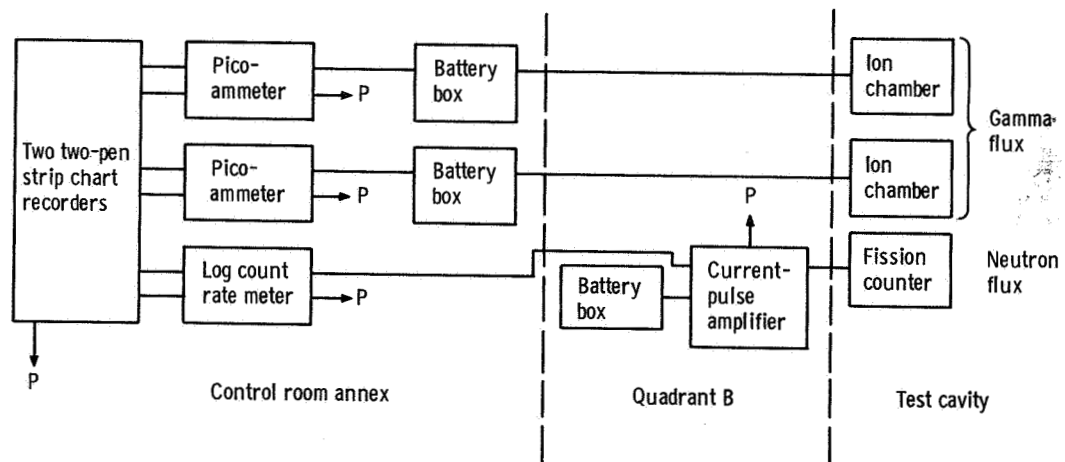 Two two-pen
strip chart
recorders
P
Pico-
ammeter
P
Battery
box
Ion
chamber
Pico-
ammeter
P
Battery
box
Ion
chamber
Gamma-
flux
Log count
rate meter
P
Battery
box
P
Current-
pulse
amplifier
Fission
counter
Neutron
flux
Control room annex
Quadrant B
Test cavity